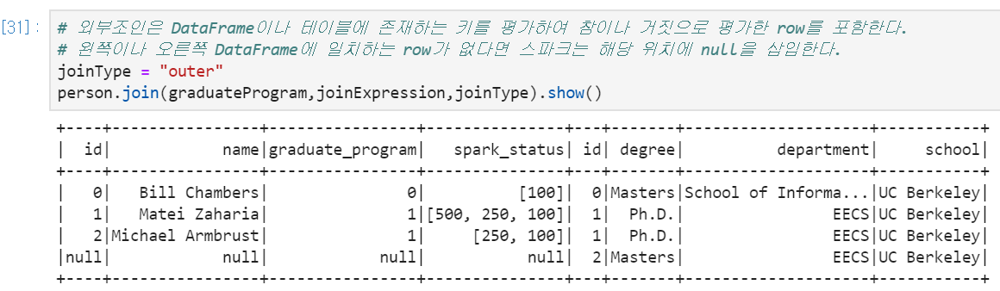 [31]: # 외부조인은 DataFrame이나 테이블에 존재하는 키를 평가하여 참이나 거짓으로 평가한 row를 포함한다.
# 왼쪽이나 오른쪽 DataFrame에 일치하는 row가 없다면 스파크는 해당 위치에 null을 삽입한다.
joinType = "outer"
person.join(graduateProgram,joinExpression,joinType).show()
+----+----------------+----------------+---------------+---+-------+--------------------+-----------+
|  id|            name|graduate_program|   spark_status| id| degree|          department|     school|
+----+----------------+----------------+---------------+---+-------+--------------------+-----------+
|   0|   Bill Chambers|               0|          [100]|  0|Masters|School of Informa...|UC Berkeley|
|   1|   Matei Zaharia|               1|[500, 250, 100]|  1|  Ph.D.|                EECS|UC Berkeley|
|   2|Michael Armbrust|               1|     [250, 100]|  1|  Ph.D.|                EECS|UC Berkeley|
|null|            null|            null|           null|  2|Masters|                EECS|UC Berkeley|
+----+----------------+----------------+---------------+---+-------+--------------------+-----------+